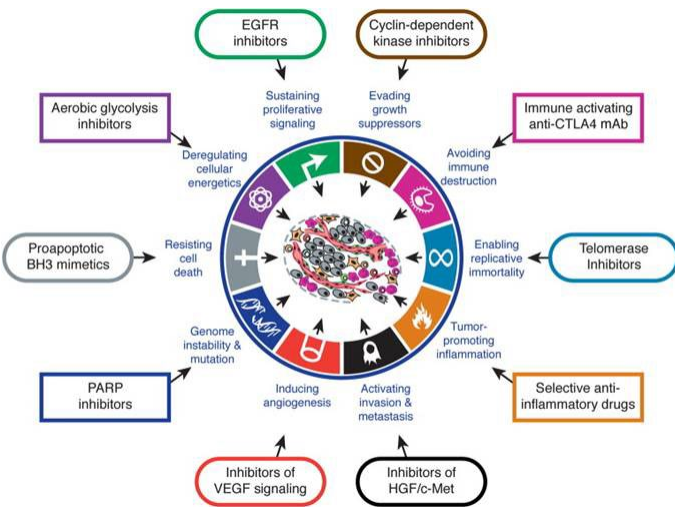 EGFR
inhibitors
Cyclin-dependent
kinase inhibitors
Sustaining
proliferative
signaling
Evading
growth
suppressors
Aerobic glycolysis
inhibitors
Immune activating
anti-CTLA4 mAb
Deregulating
cellular
energetics
Avoiding
immune
destruction
Proapoptotic
BH3 mimetics
Resisting
cell
death
Enabling
replicative
immortality
Telomerase
Inhibitors
Genome
instability &
mutation
Tumor-
promoting
inflammation
PARP
inhibitors
Inducing
angiogenesis
Activating
invasion &
metastasis
Selective anti-
inflammatory drugs
Inhibitors of
VEGF signaling
Inhibitors of
HGF/c-Met